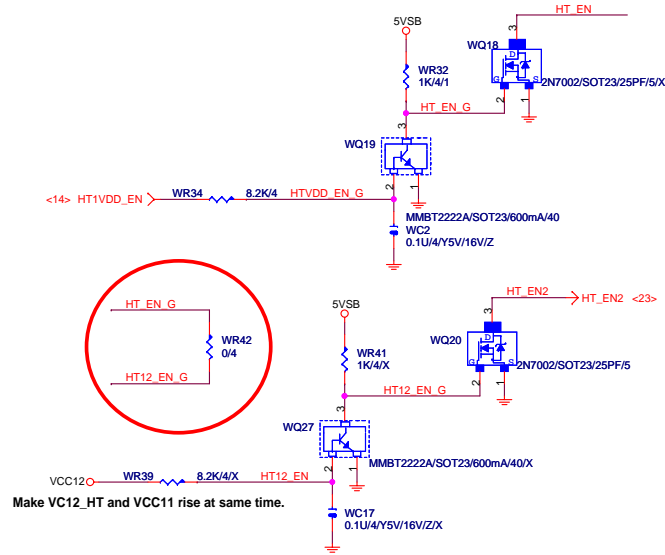 HT_EN
5VSB
3
WQ18
D
G
S
WR32
1K/4/1
2N7002/SOT23/25PF/5/X
2
1
HT_EN_G
3
WQ19
2
1
<14> HT1VDD_EN
WR34
8.2K/4
HTVDD_EN_G
MMBT2222A/SOT23/600mA/40
WC2
0.1U/4/Y5V/16V/Z
HT_EN_G
WR42
0/4
HT12_EN_G
5VSB
HT_EN2
HT_EN2 <23>
3
WQ20
D
G
S
WR41
1K/4/X
2N7002/SOT23/25PF/5
2
1
HT12_EN_G
3
WQ27
MMBT2222A/SOT23/600mA/40/X
2
1
VCC12
WR39
8.2K/4/X
HT12_EN
Make VC12_HT and VCC11 rise at same time.
WC17
0.1U/4/Y5V/16V/Z/X